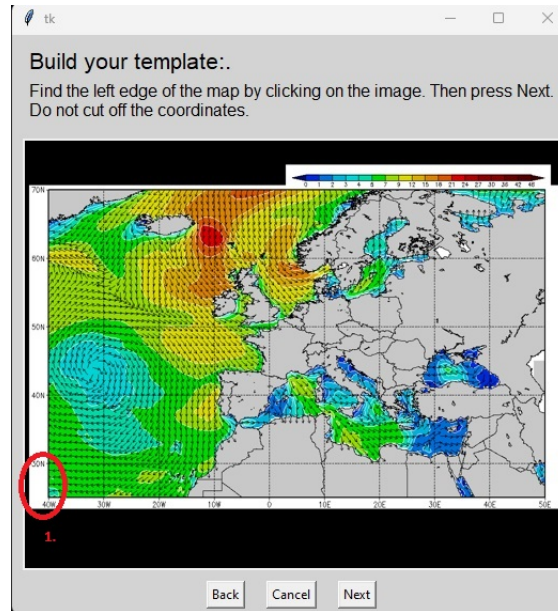 tk
Build your template:.
Find the left edge of the map by clicking on the image. Then press Next.
Do not cut off the coordinates.
0 1 2 3 4 5 6 7 9 12 15 18 21 24 27 30 33 42 48
70N
60N
50N
40N
30N
40W 30W 20W 10W 0 10E 20E 30E 40E 50E
1.
Back Cancel Next